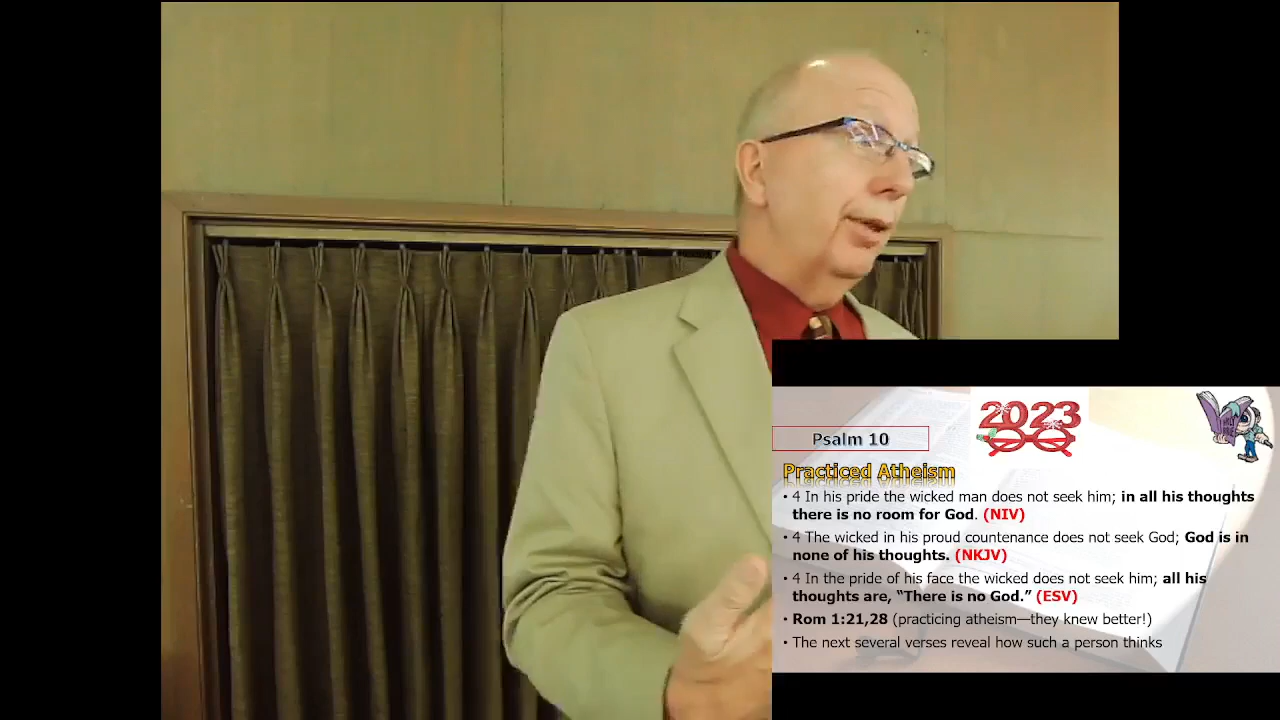 2023
Psalm 10
Practiced Atheism
• 4 In his pride the wicked man does not seek him; in all his thoughts
there is no room for God. (NIV)
• 4 The wicked in his proud countenance does not seek God; God is in
none of his thoughts. (NKJV)
• 4 In the pride of his face the wicked does not seek him; all his
thoughts are, “There is no God.” (ESV)
• Rom 1:21,28 (practicing atheism—they knew better!)
• The next several verses reveal how such a person thinks